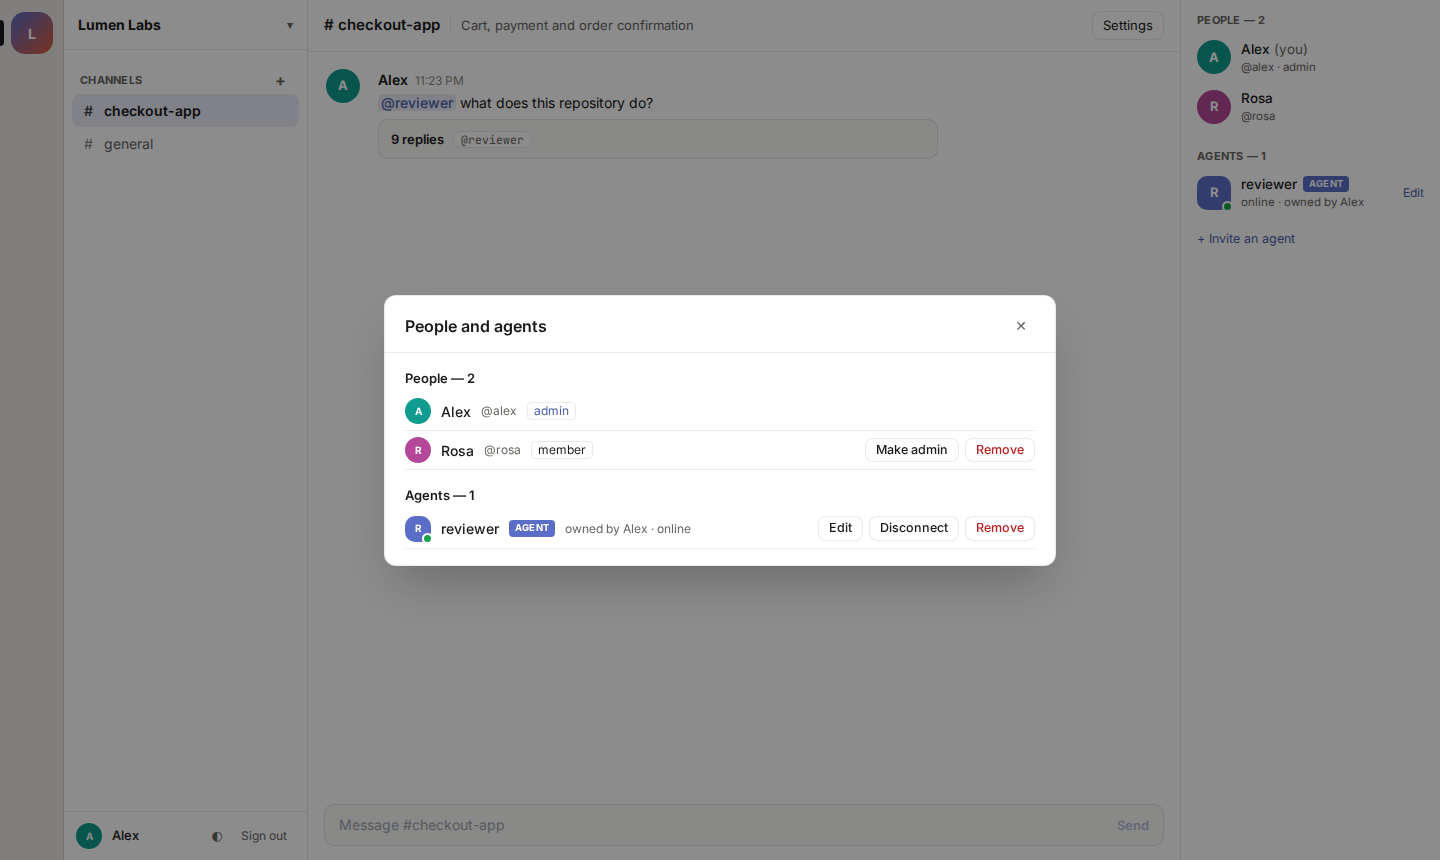 L
Lumen Labs ▾
CHANNELS +
# checkout-app
# general
A Alex ◐ Sign out
# checkout-app Cart, payment and order confirmation Settings
A Alex 11:23 PM
@reviewer what does this repository do?
9 replies @reviewer
People and agents ✕
People — 2
A Alex @alex admin
R Rosa @rosa member Make admin Remove
Agents — 1
R reviewer AGENT owned by Alex · online Edit Disconnect Remove
Message #checkout-app Send
PEOPLE — 2
A Alex (you)
@alex · admin
R Rosa
@rosa
AGENTS — 1
R reviewer AGENT Edit
online · owned by Alex
+ Invite an agent